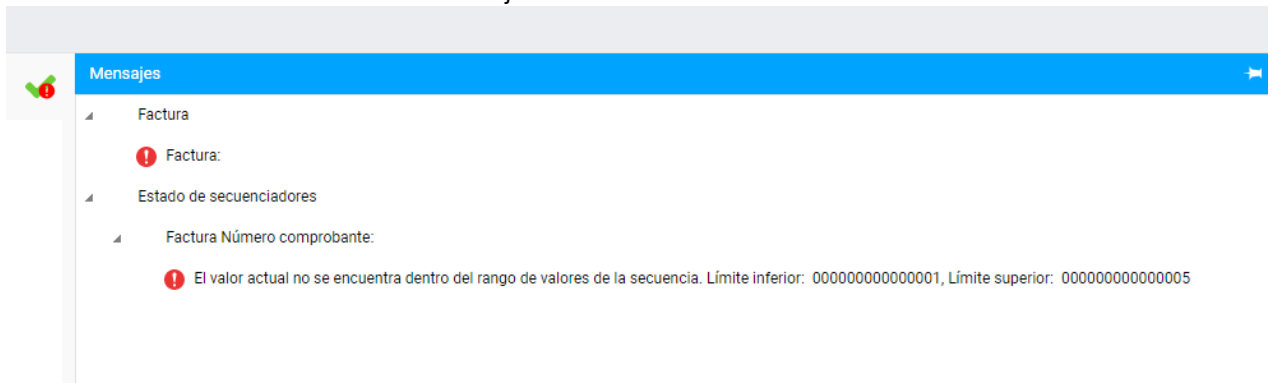 Mensajes
Factura
Factura:
Estado de secuenciadores
Factura Número comprobante:
El valor actual no se encuentra dentro del rango de valores de la secuencia. Límite inferior: 000000000000001, Límite superior: 000000000000005